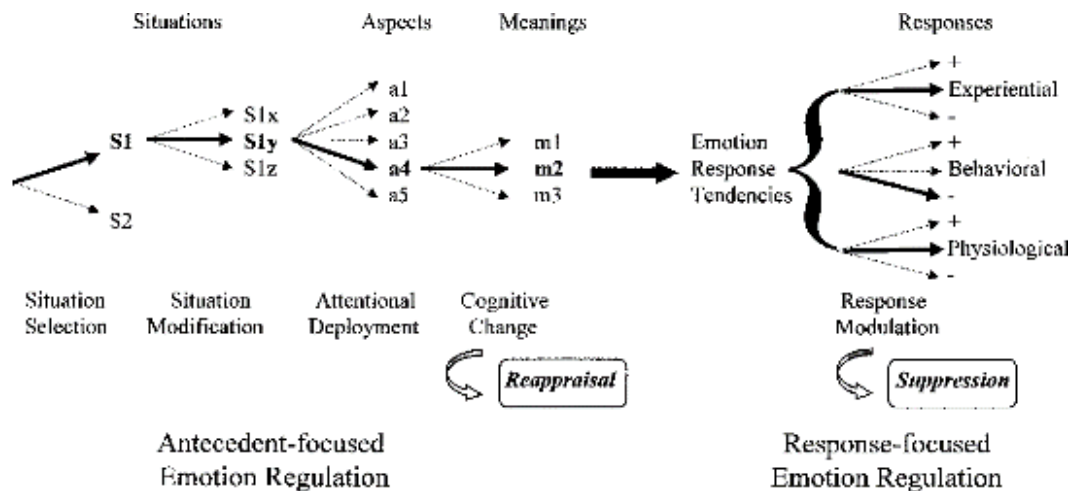 Situations Aspects Meanings Responses
+
a1 Experiential
S1x a2 -
S1 S1y a3 m1 Emotion +
S1z a4 m2 Response Behavioral
a5 m3 Tendencies -
S2 +
Physiological
-
Situation Situation Attentional Cognitive Response
Selection Modification Deployment Change Modulation
Reappraisal Suppression
Antecedent-focused Response-focused
Emotion Regulation Emotion Regulation